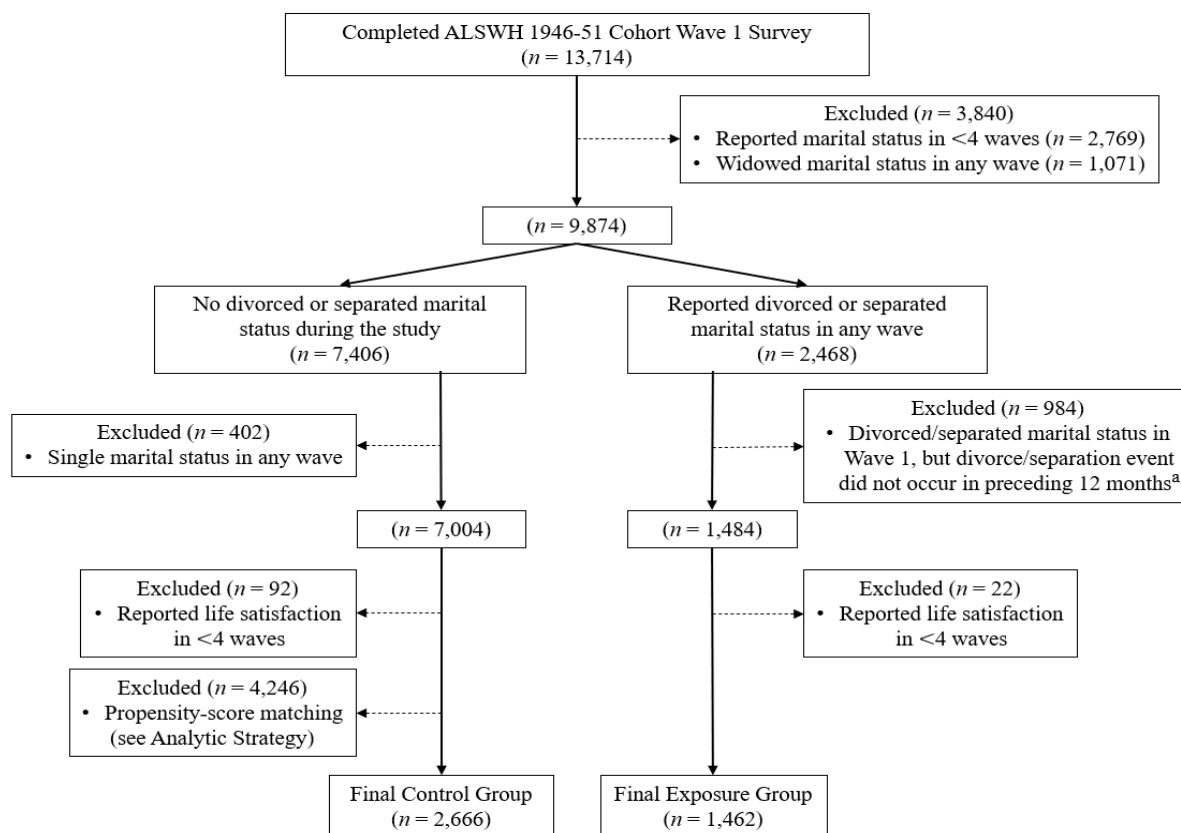 Completed ALSWH 1946-51 Cohort Wave 1 Survey
(n = 13,714)
Excluded (n = 3,840)
• Reported marital status in <4 waves (n = 2,769)
• Widowed marital status in any wave (n = 1,071)
(n = 9,874)
No divorced or separated marital
status during the study
(n = 7,406)
Reported divorced or separated
marital status in any wave
(n = 2,468)
Excluded (n = 402)
• Single marital status in any wave
Excluded (n = 984)
• Divorced/separated marital status in
Wave 1, but divorce/separation event
did not occur in preceding 12 monthsᵃ
(n = 7,004)
(n = 1,484)
Excluded (n = 92)
• Reported life satisfaction
in <4 waves
Excluded (n = 22)
• Reported life satisfaction
in <4 waves
Excluded (n = 4,246)
• Propensity-score matching
(see Analytic Strategy)
Final Control Group
(n = 2,666)
Final Exposure Group
(n = 1,462)